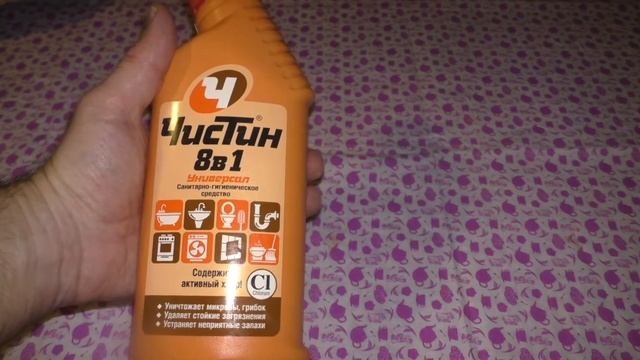 Ч
ЧисТин®
8в1
Универсал
Санитарно-гигиеническое
средство
Содержит
активный хлор!
Cl
Chlorum
Уничтожает микробы, грибок
Удаляет стойкие загрязнения
Устраняет неприятные запахи